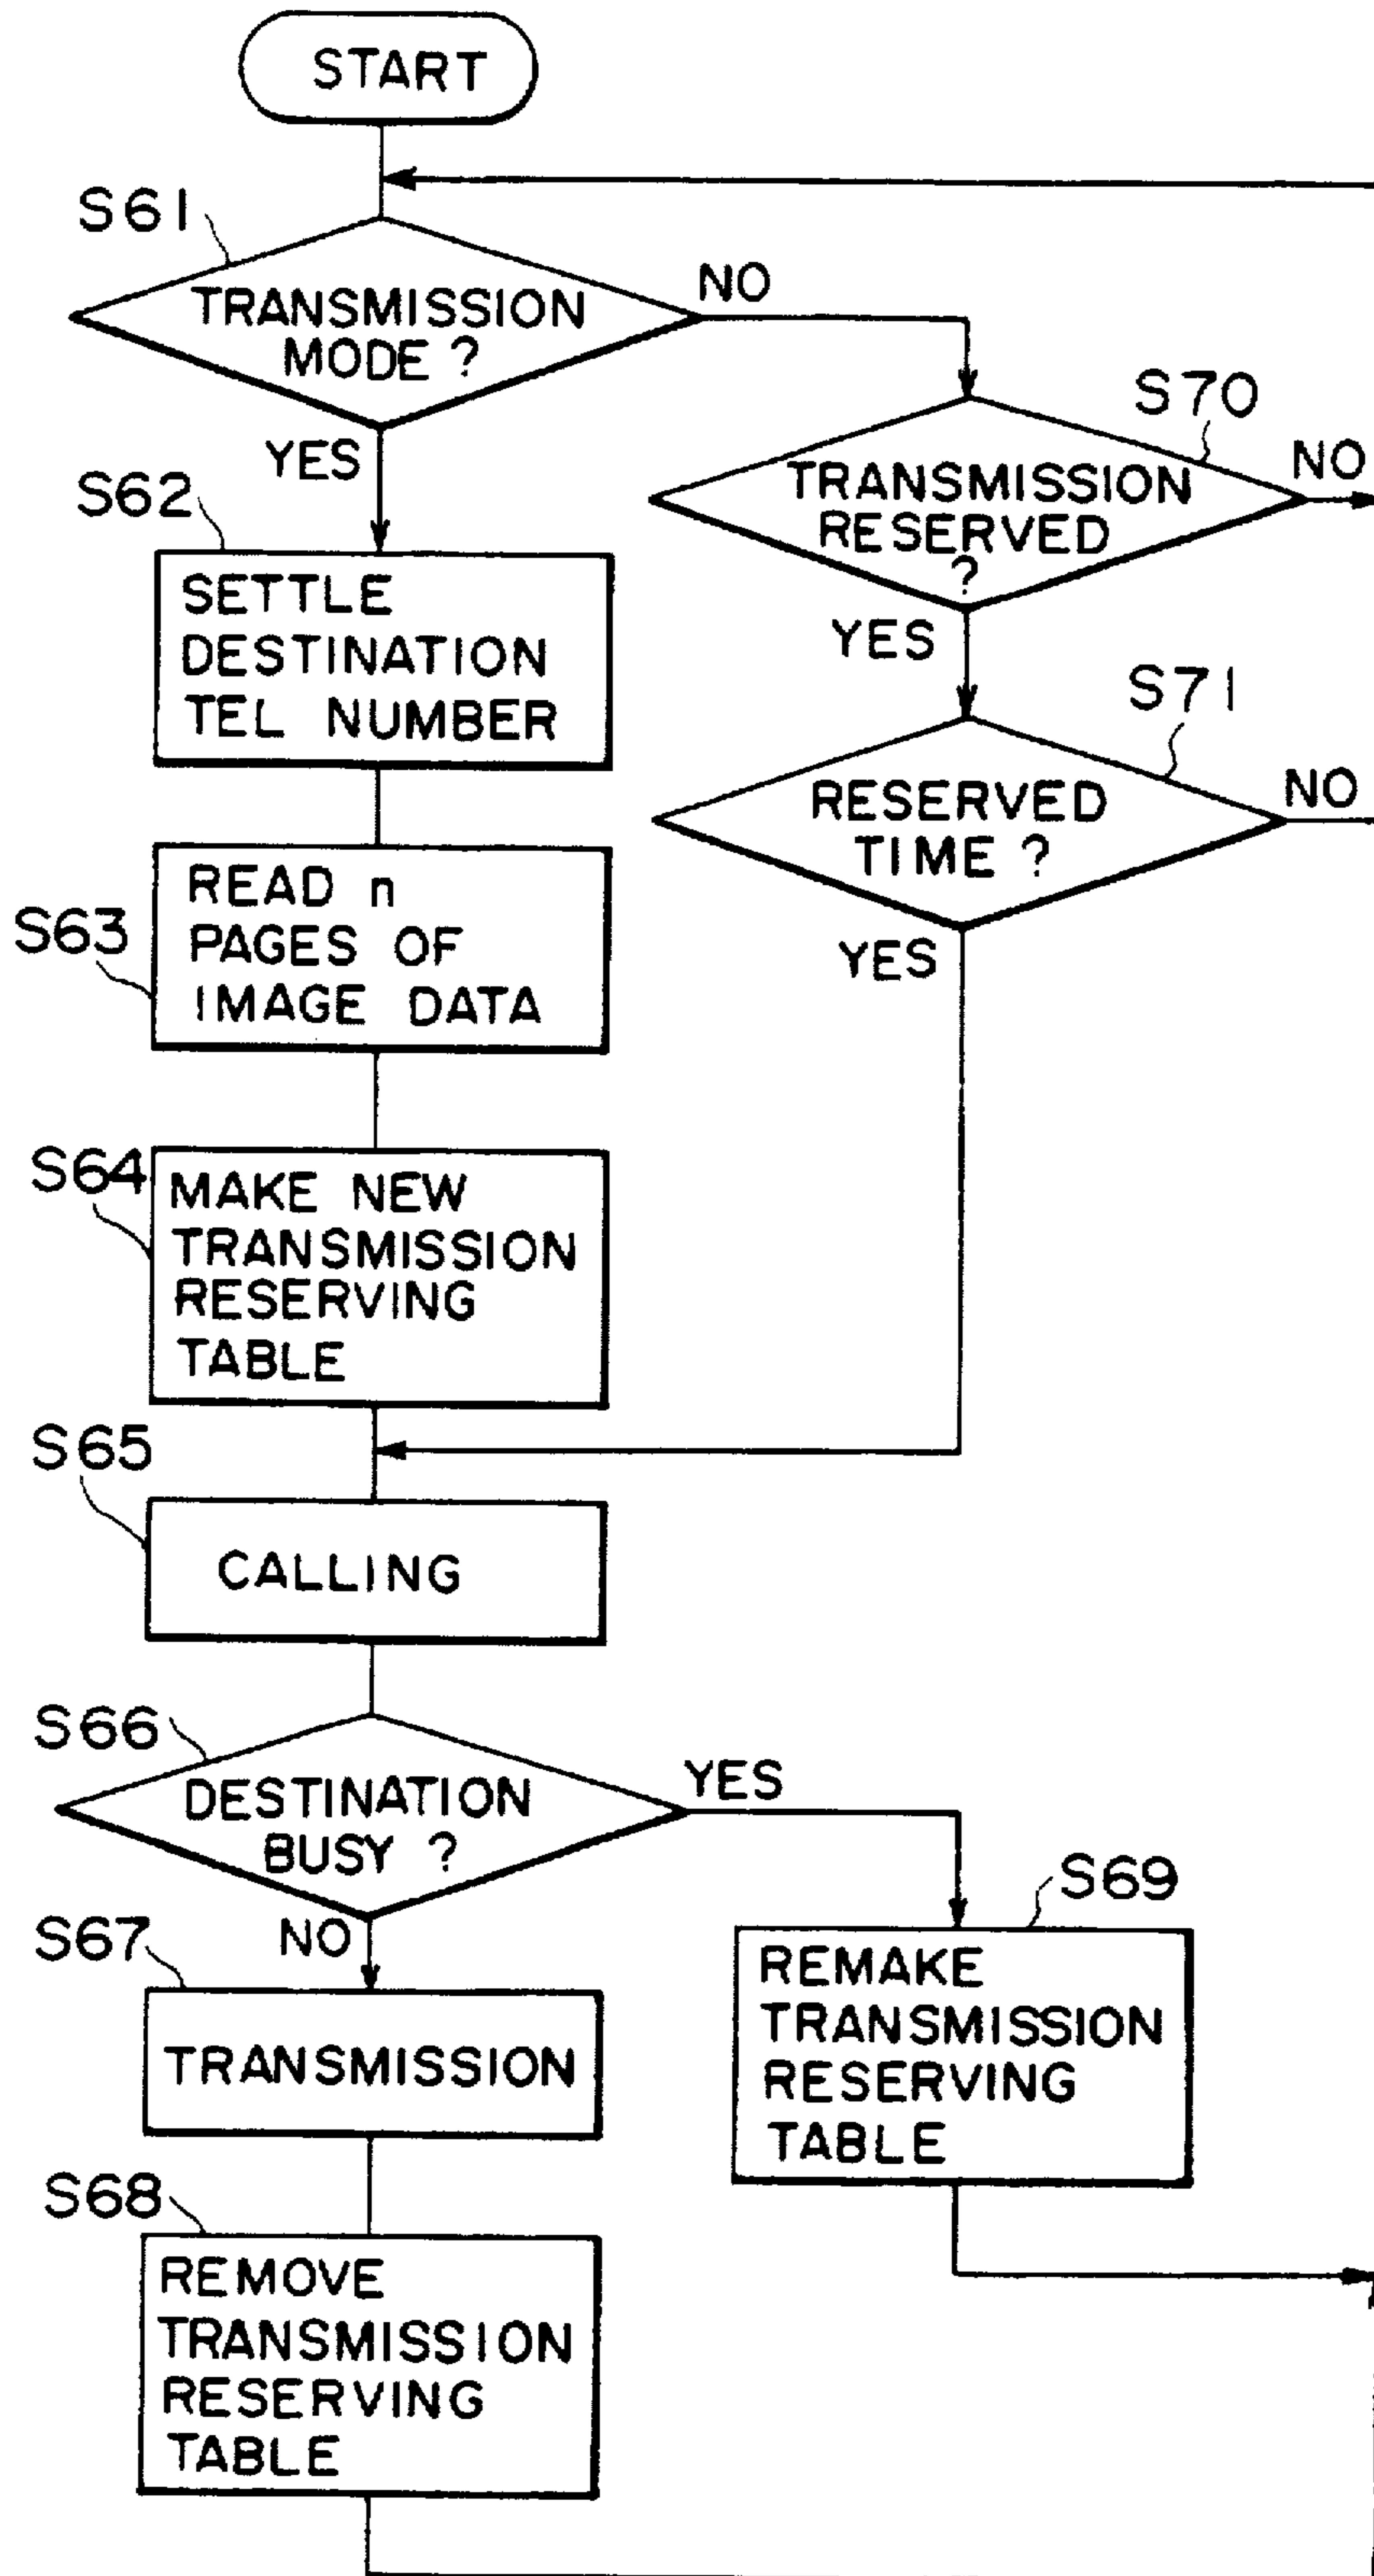 START
S61
TRANSMISSION
MODE ?
NO
YES
S70
TRANSMISSION
RESERVED
?
NO
YES
S62
SETTLE
DESTINATION
TEL NUMBER
S71
RESERVED
TIME ?
NO
YES
S63
READ n
PAGES OF
IMAGE DATA
S64
MAKE NEW
TRANSMISSION
RESERVING
TABLE
S65
CALLING
S66
DESTINATION
BUSY ?
YES
NO
S69
REMAKE
TRANSMISSION
RESERVING
TABLE
S67
TRANSMISSION
S68
REMOVE
TRANSMISSION
RESERVING
TABLE